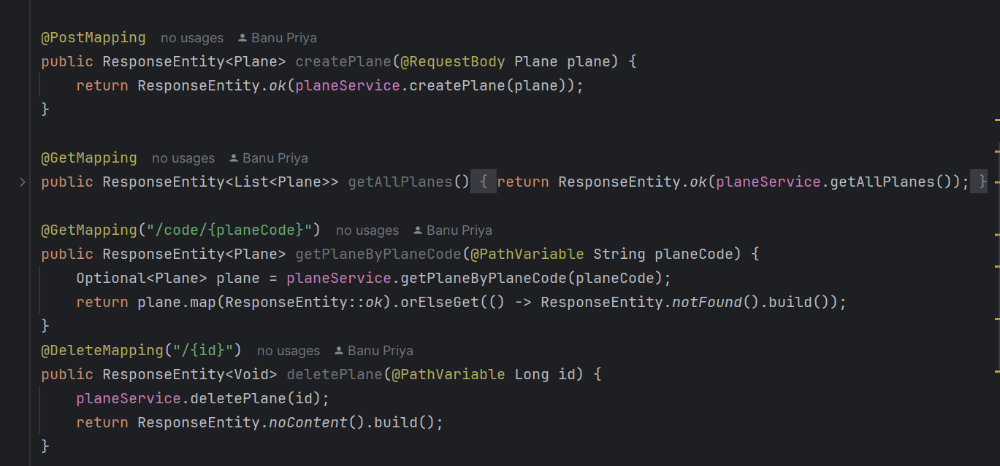 @PostMapping no usages Banu Priya
public ResponseEntity<Plane> createPlane(@RequestBody Plane plane) {
    return ResponseEntity.ok(planeService.createPlane(plane));
}
@GetMapping no usages Banu Priya
public ResponseEntity<List<Plane>> getAllPlanes() { return ResponseEntity.ok(planeService.getAllPlanes()); }
@GetMapping("/code/{planeCode}") no usages Banu Priya
public ResponseEntity<Plane> getPlaneByPlaneCode(@PathVariable String planeCode) {
    Optional<Plane> plane = planeService.getPlaneByPlaneCode(planeCode);
    return plane.map(ResponseEntity::ok).orElseGet(() -> ResponseEntity.notFound().build());
}
@DeleteMapping("/{id}") no usages Banu Priya
public ResponseEntity<Void> deletePlane(@PathVariable Long id) {
    planeService.deletePlane(id);
    return ResponseEntity.noContent().build();
}